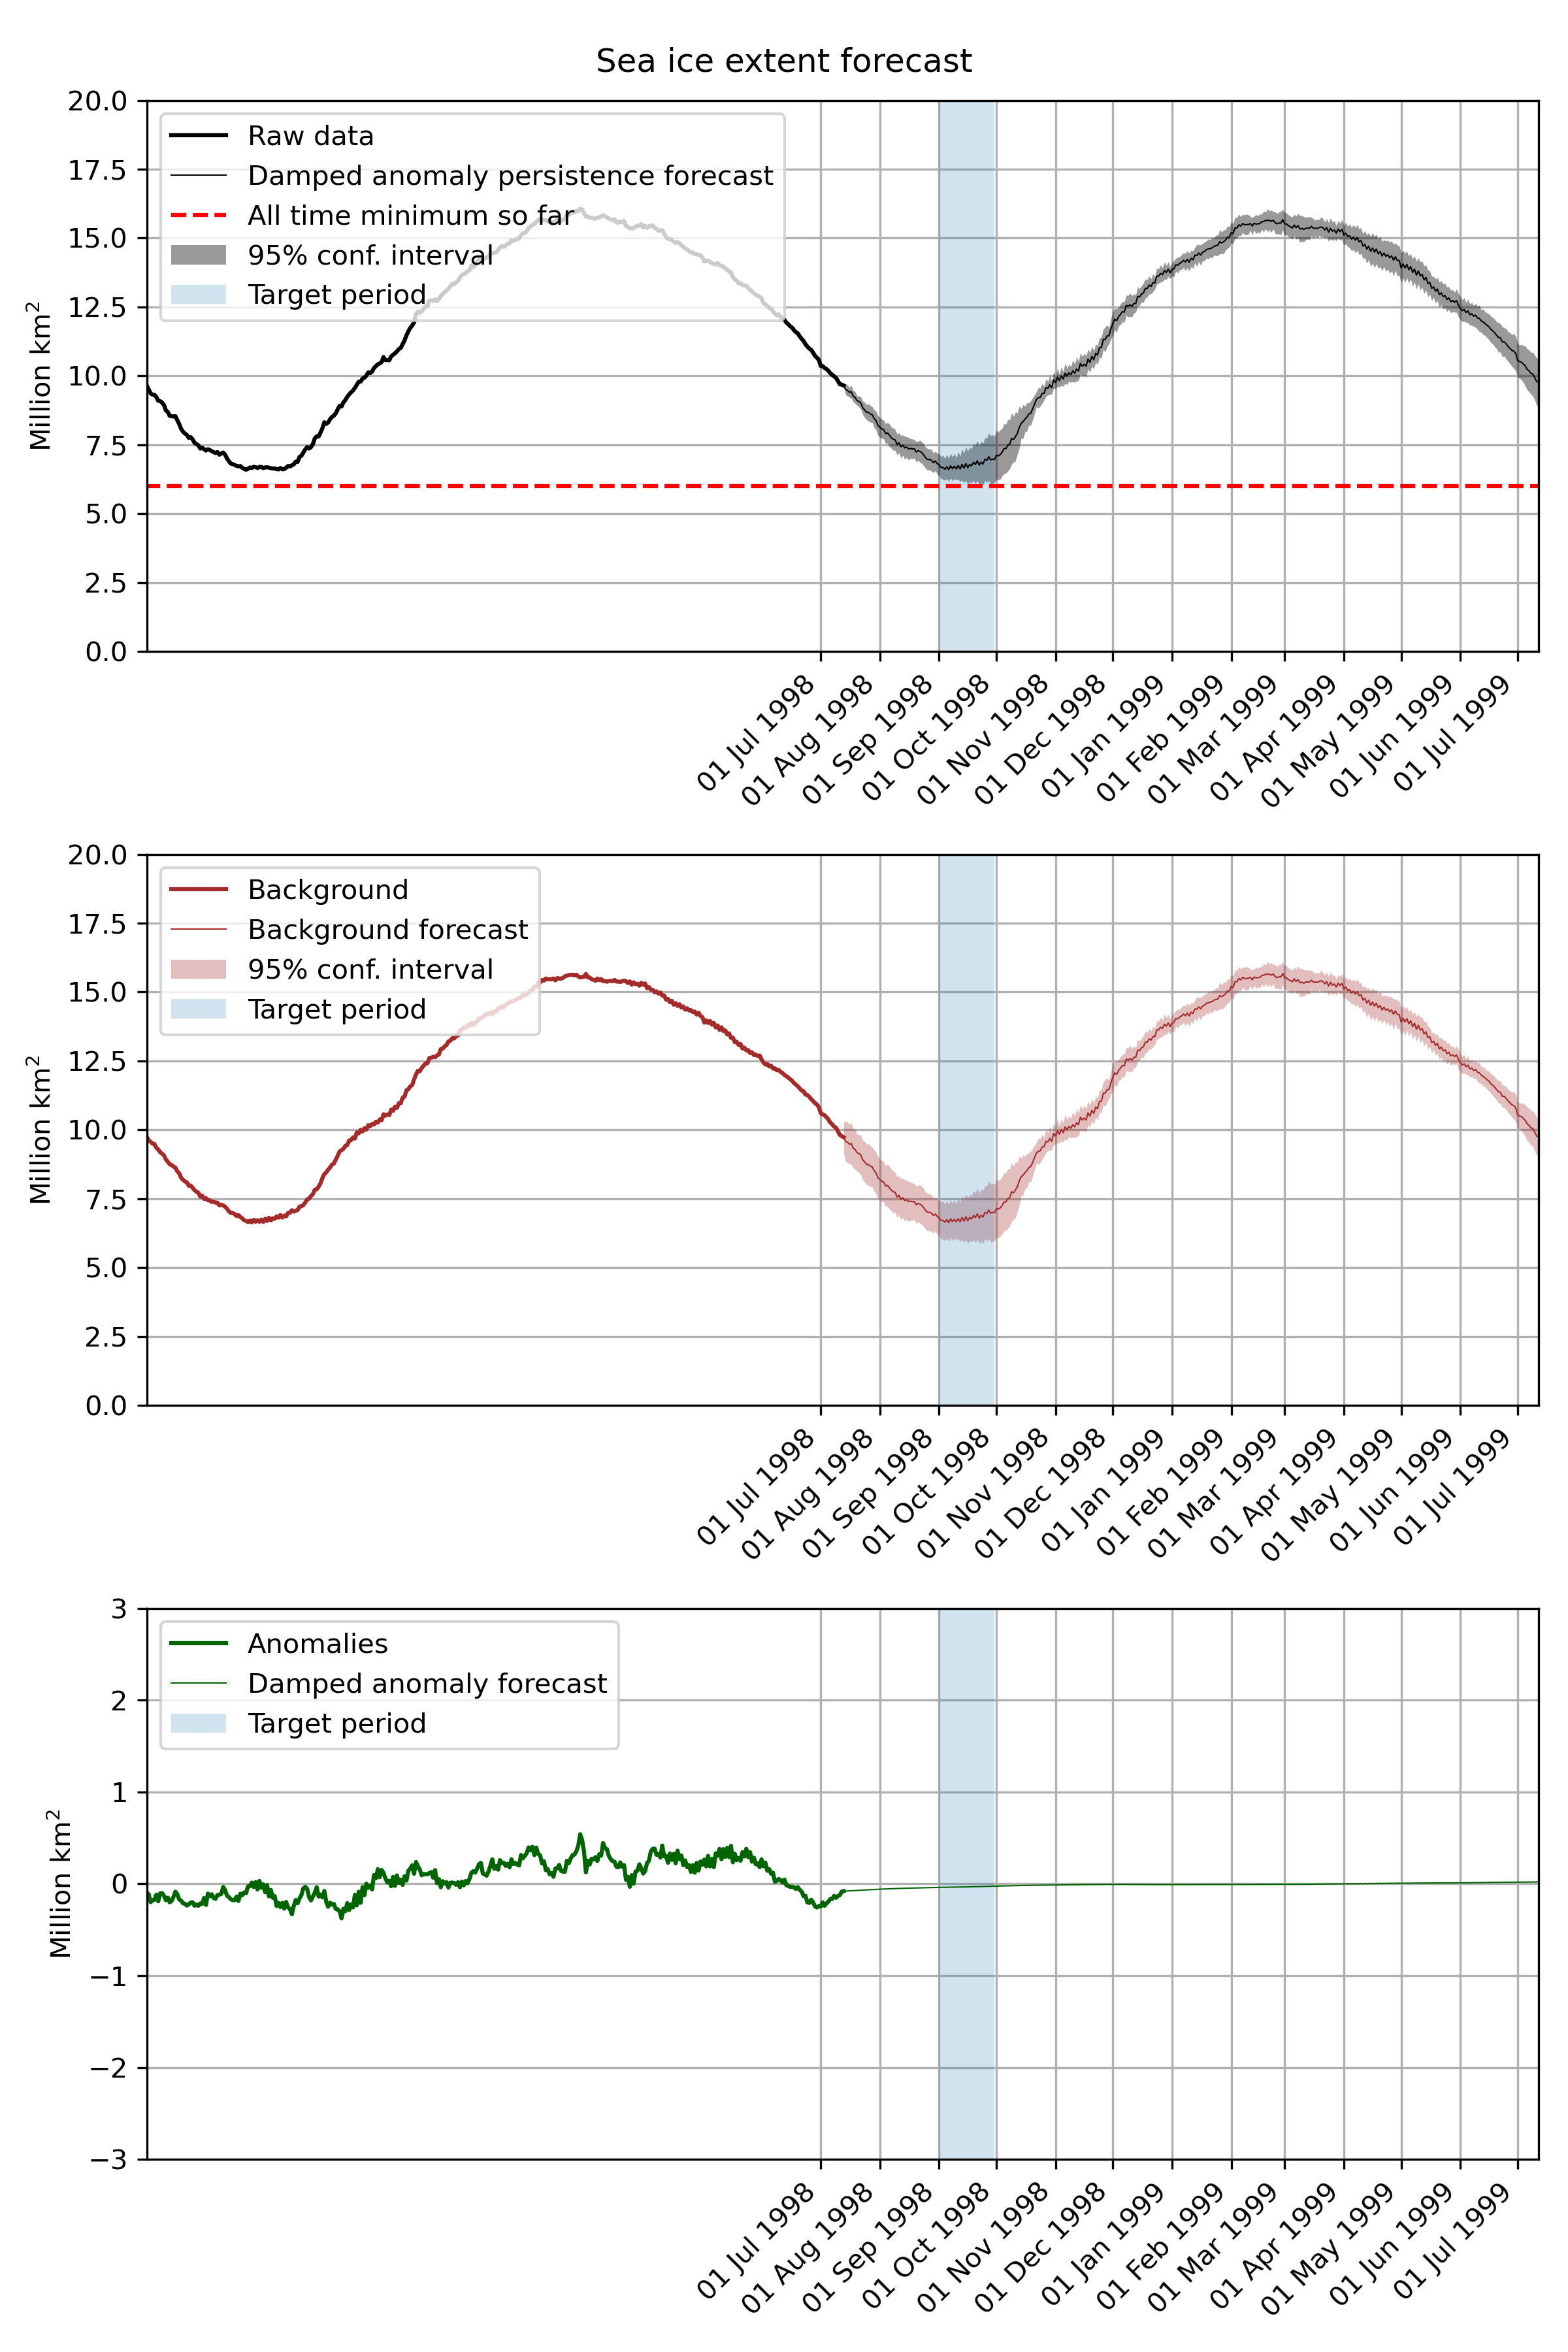 Sea ice extent forecast
20.0
17.5
15.0
12.5
10.0
7.5
5.0
2.5
0.0
Million km²
Raw data
Damped anomaly persistence forecast
All time minimum so far
95% conf. interval
Target period
01 Jul 1998
01 Aug 1998
01 Sep 1998
01 Oct 1998
01 Nov 1998
01 Dec 1998
01 Jan 1999
01 Feb 1999
01 Mar 1999
01 Apr 1999
01 May 1999
01 Jun 1999
01 Jul 1999
20.0
17.5
15.0
12.5
10.0
7.5
5.0
2.5
0.0
Million km²
Background
Background forecast
95% conf. interval
Target period
01 Jul 1998
01 Aug 1998
01 Sep 1998
01 Oct 1998
01 Nov 1998
01 Dec 1998
01 Jan 1999
01 Feb 1999
01 Mar 1999
01 Apr 1999
01 May 1999
01 Jun 1999
01 Jul 1999
3
2
1
0
−1
−2
−3
Million km²
Anomalies
Damped anomaly forecast
Target period
01 Jul 1998
01 Aug 1998
01 Sep 1998
01 Oct 1998
01 Nov 1998
01 Dec 1998
01 Jan 1999
01 Feb 1999
01 Mar 1999
01 Apr 1999
01 May 1999
01 Jun 1999
01 Jul 1999